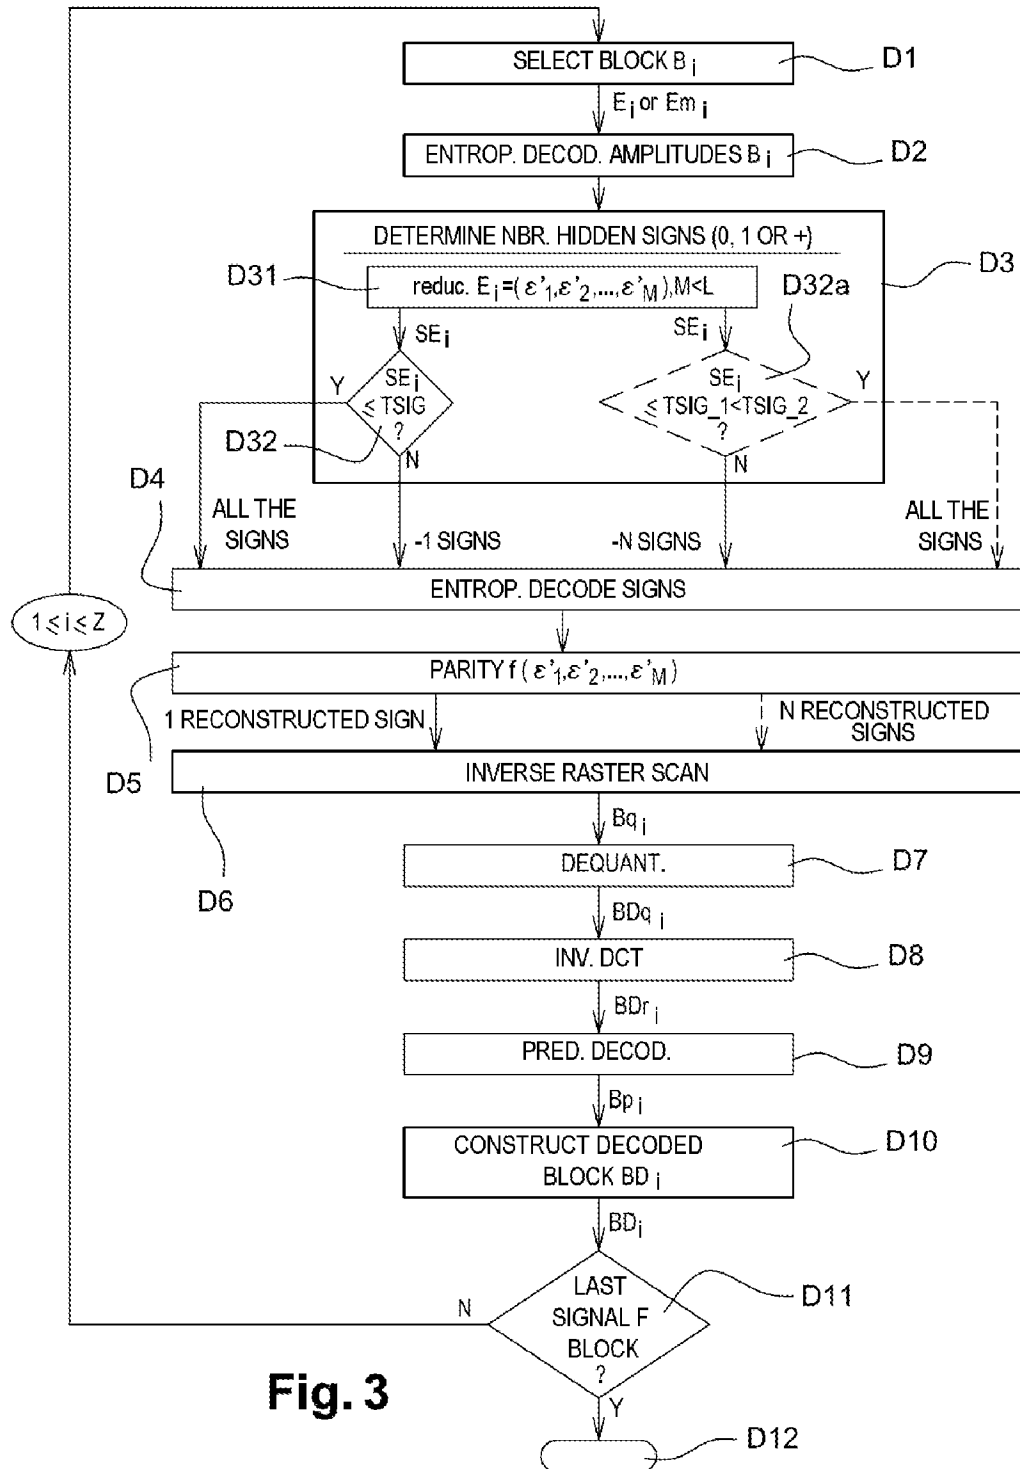 SELECT BLOCK B i
D1
E i or Em i
ENTROP. DECOD. AMPLITUDES B i
D2
DETERMINE NBR. HIDDEN SIGNS (0, 1 OR +)
D3
D31
reduc. E i =( ε'1,ε'2,...,ε'M),M<L
D32a
SE i
SE i
Y
SE i
≤ TSIG
?
D32
N
SE i
≤ TSIG_1<TSIG_2
?
Y
N
D4
ALL THE
SIGNS
-1 SIGNS
-N SIGNS
ALL THE
SIGNS
ENTROP. DECODE SIGNS
1 ≤ i ≤ Z
PARITY f ( ε'1,ε'2,...,ε'M)
1 RECONSTRUCTED SIGN
N RECONSTRUCTED
SIGNS
D5
INVERSE RASTER SCAN
D6
Bq i
DEQUANT.
D7
BDq i
INV. DCT
D8
BDr i
PRED. DECOD.
D9
Bp i
CONSTRUCT DECODED
BLOCK BD i
D10
BD i
LAST
SIGNAL F
BLOCK
?
D11
N
Y
Fig. 3
D12